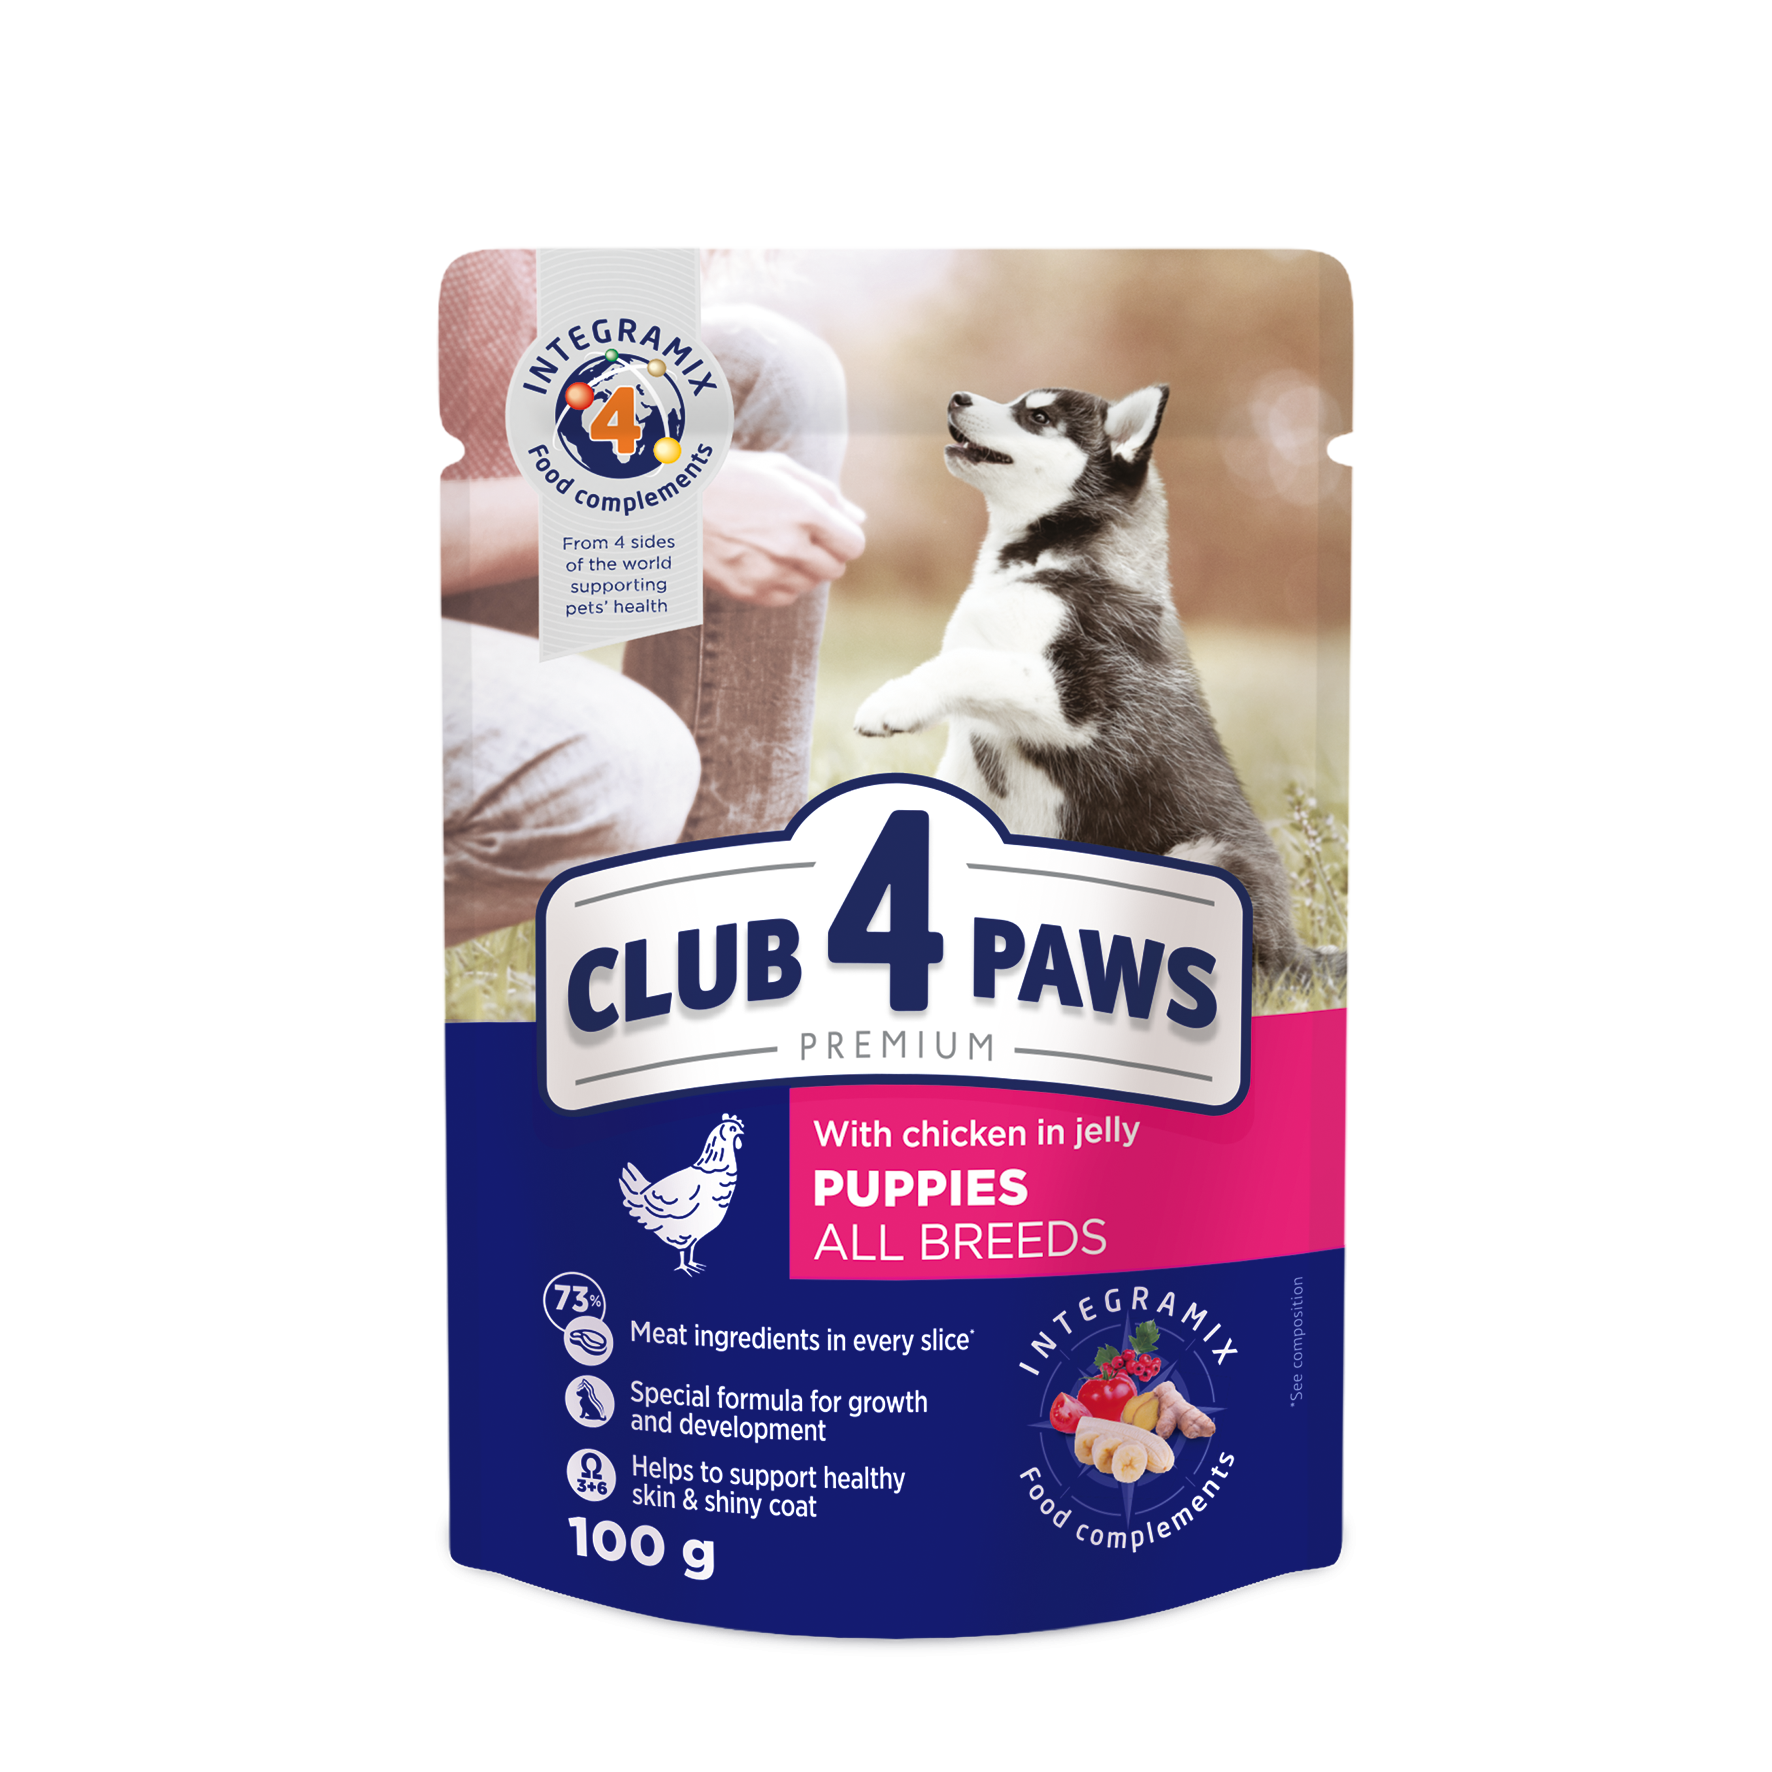 INTEGRAMIX
4
Food complements
From 4 sides
of the world
supporting
pets' health
CLUB 4 PAWS
PREMIUM
With chicken in jelly
PUPPIES
ALL BREEDS
73%
Meat ingredients in every slice*
Special formula for growth
and development
Ω
3+6
Helps to support healthy
skin & shiny coat
100 g
INTEGRAMIX
Food complements
*See composition